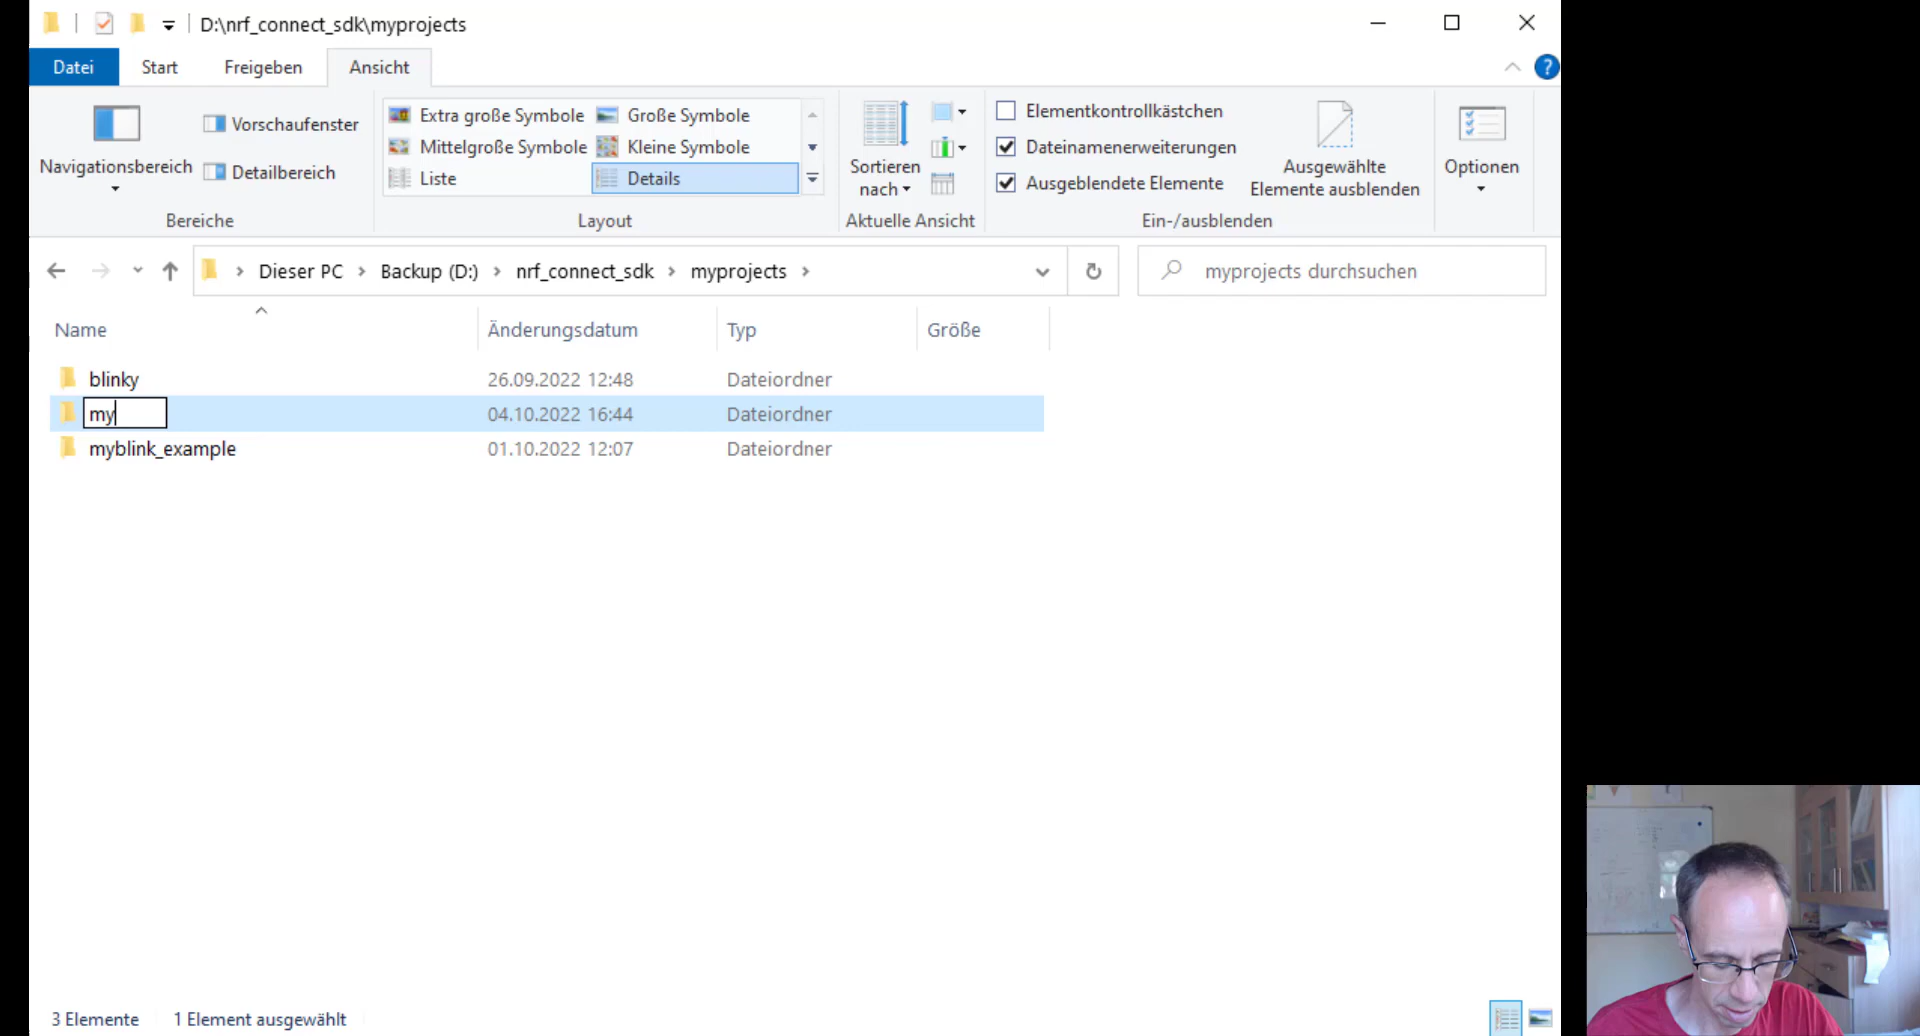 D:\nrf_connect_sdk\myprojects
Datei Start Freigeben Ansicht
Navigationsbereich
Vorschaufenster
Detailbereich
Bereiche
Extra große Symbole Große Symbole
Mittelgroße Symbole Kleine Symbole
Liste Details
Layout
Sortieren
nach
Aktuelle Ansicht
Elementkontrollkästchen
Dateinamenerweiterungen
Ausgeblendete Elemente
Ausgewählte
Elemente ausblenden
Ein-/ausblenden
Optionen
Dieser PC Backup (D:) nrf_connect_sdk myprojects
myprojects durchsuchen
Name Änderungsdatum Typ Größe
blinky 26.09.2022 12:48 Dateiordner
my 04.10.2022 16:44 Dateiordner
myblink_example 01.10.2022 12:07 Dateiordner
3 Elemente 1 Element ausgewählt